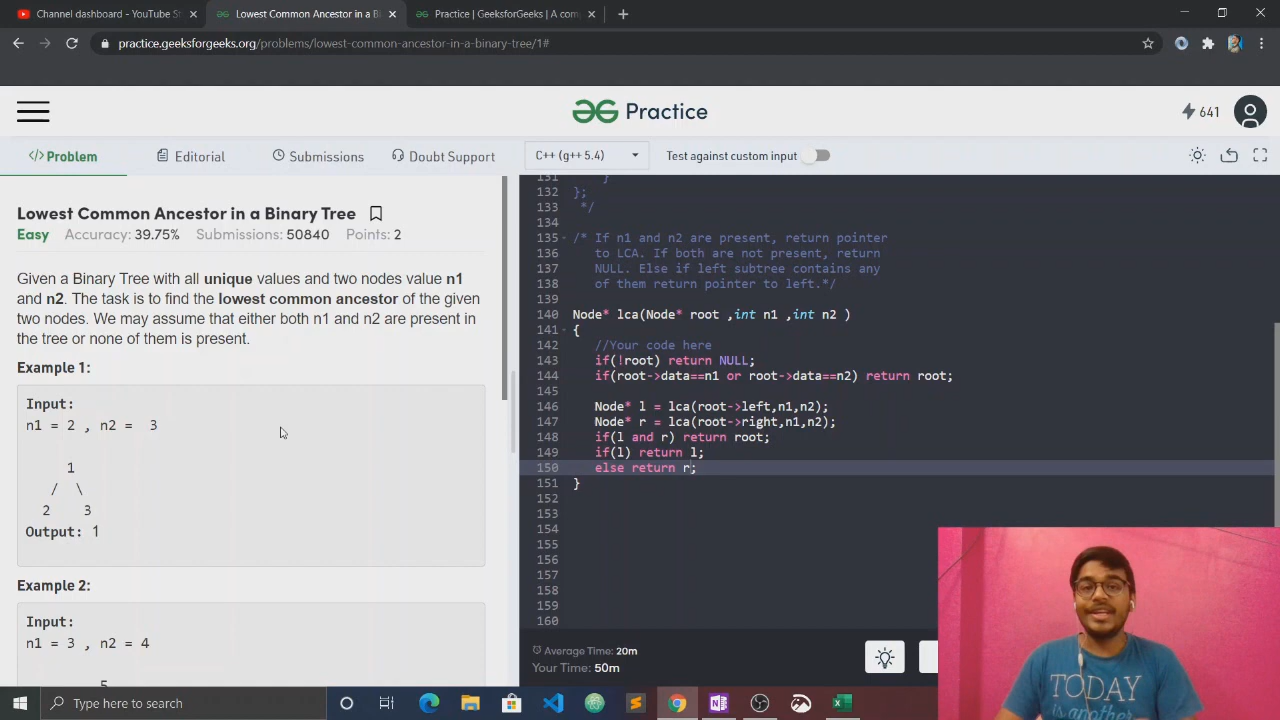 Channel dashboard - YouTube St
Lowest Common Ancestor in a Bi
Practice | GeeksforGeeks | A com
practice.geeksforgeeks.org/problems/lowest-common-ancestor-in-a-binary-tree/1#
Practice
641
</> Problem
Editorial
Submissions
Doubt Support
C++ (g++ 5.4)
Test against custom input
Lowest Common Ancestor in a Binary Tree
Easy Accuracy: 39.75% Submissions: 50840 Points: 2
Given a Binary Tree with all unique values and two nodes value n1
and n2. The task is to find the lowest common ancestor of the given
two nodes. We may assume that either both n1 and n2 are present in
the tree or none of them is present.
Example 1:
Input:
n1 = 2 , n2 =  3
1
/ \
2 3
Output: 1
Example 2:
Input:
n1 = 3 , n2 = 4
5
131 }
132 };
133 */
134
135 /* If n1 and n2 are present, return pointer
136 to LCA. If both are not present, return
137 NULL. Else if left subtree contains any
138 of them return pointer to left.*/
139
140 Node* lca(Node* root ,int n1 ,int n2 )
141 {
142 //Your code here
143 if(!root) return NULL;
144 if(root->data==n1 or root->data==n2) return root;
145
146 Node* l = lca(root->left,n1,n2);
147 Node* r = lca(root->right,n1,n2);
148 if(l and r) return root;
149 if(l) return l;
150 else return r;
151 }
152
153
154
155
156
157
158
159
160
Average Time: 20m
Your Time: 50m
TODAY
is another
Type here to search